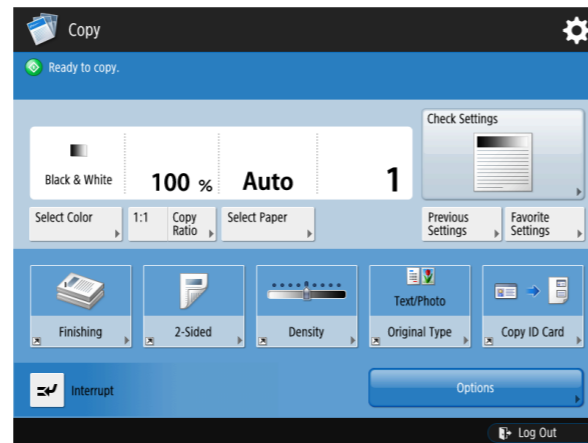 Copy
Ready to copy.
Check Settings
Black & White
100 %
Auto
1
Select Color
1:1
Copy
Ratio
Select Paper
Previous
Settings
Favorite
Settings
Text/Photo
Finishing
2-Sided
Density
Original Type
Copy ID Card
Interrupt
Options
Log Out